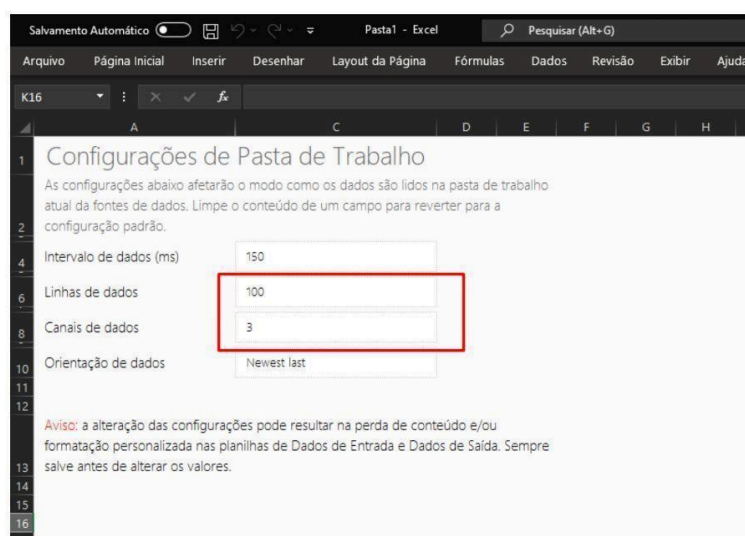 Salvamento Automático Pasta1 - Excel Pesquisar (Alt+G)
Arquivo Página Inicial Inserir Desenhar Layout da Página Fórmulas Dados Revisão Exibir Ajuda
K16 fx
A C D E F G H
1 Configurações de Pasta de Trabalho
As configurações abaixo afetarão o modo como os dados são lidos na pasta de trabalho
atual da fontes de dados. Limpe o conteúdo de um campo para reverter para a
2 configuração padrão.
4 Intervalo de dados (ms) 150
6 Linhas de dados 100
8 Canais de dados 3
10 Orientação de dados Newest last
11
12
Aviso: a alteração das configurações pode resultar na perda de conteúdo e/ou
formatação personalizada nas planilhas de Dados de Entrada e Dados de Saída. Sempre
13 salve antes de alterar os valores.
14
15
16